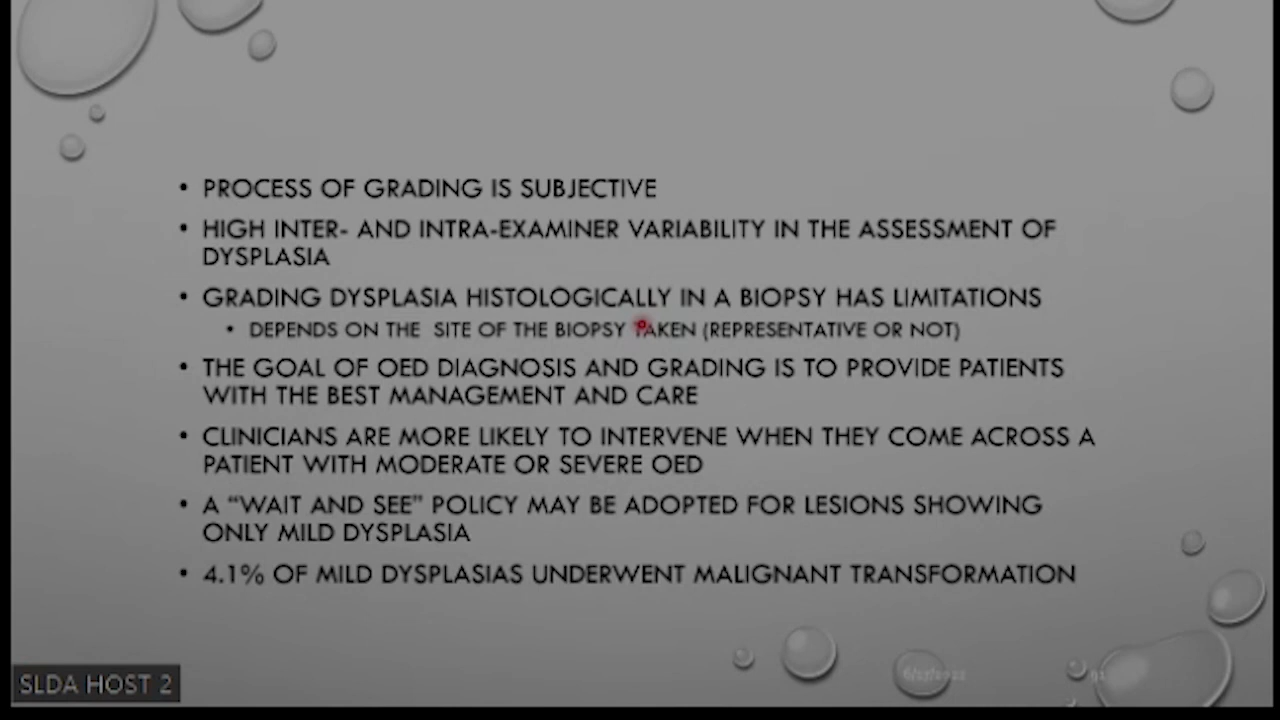 • PROCESS OF GRADING IS SUBJECTIVE
• HIGH INTER- AND INTRA-EXAMINER VARIABILITY IN THE ASSESSMENT OF
DYSPLASIA
• GRADING DYSPLASIA HISTOLOGICALLY IN A BIOPSY HAS LIMITATIONS
• DEPENDS ON THE SITE OF THE BIOPSY TAKEN (REPRESENTATIVE OR NOT)
• THE GOAL OF OED DIAGNOSIS AND GRADING IS TO PROVIDE PATIENTS
WITH THE BEST MANAGEMENT AND CARE
• CLINICIANS ARE MORE LIKELY TO INTERVENE WHEN THEY COME ACROSS A
PATIENT WITH MODERATE OR SEVERE OED
• A “WAIT AND SEE” POLICY MAY BE ADOPTED FOR LESIONS SHOWING
ONLY MILD DYSPLASIA
• 4.1% OF MILD DYSPLASIAS UNDERWENT MALIGNANT TRANSFORMATION
SLDA HOST 2